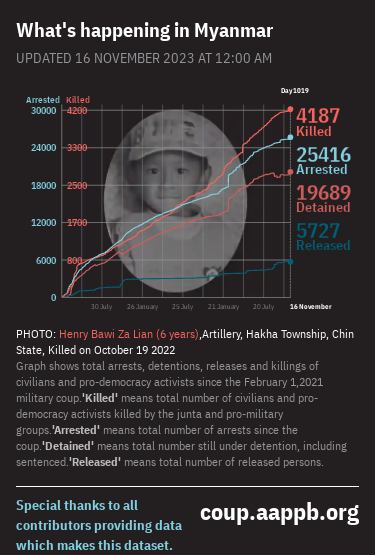 What's happening in Myanmar
UPDATED 16 NOVEMBER 2023 AT 12:00 AM
Day1019
Arrested Killed
30000 4200
24000 3300
18000 2500
12000 1700
6000 800
0
4187
Killed
25416
Arrested
19689
Detained
5727
Released
30 July 26 January 25 July 21 January 20 July 16 November
PHOTO: Henry Bawi Za Lian (6 years),Artillery, Hakha Township, Chin
State, Killed on October 19 2022
Graph shows total arrests, detentions, releases and killings of
civilians and pro-democracy activists since the February 1,2021
military coup.'Killed' means total number of civilians and pro-
democracy activists killed by the junta and pro-military
groups.'Arrested' means total number of arrests since the
coup.'Detained' means total number still under detention, including
sentenced.'Released' means total number of released persons.
Special thanks to all
contributors providing data
which makes this dataset.
coup.aappb.org